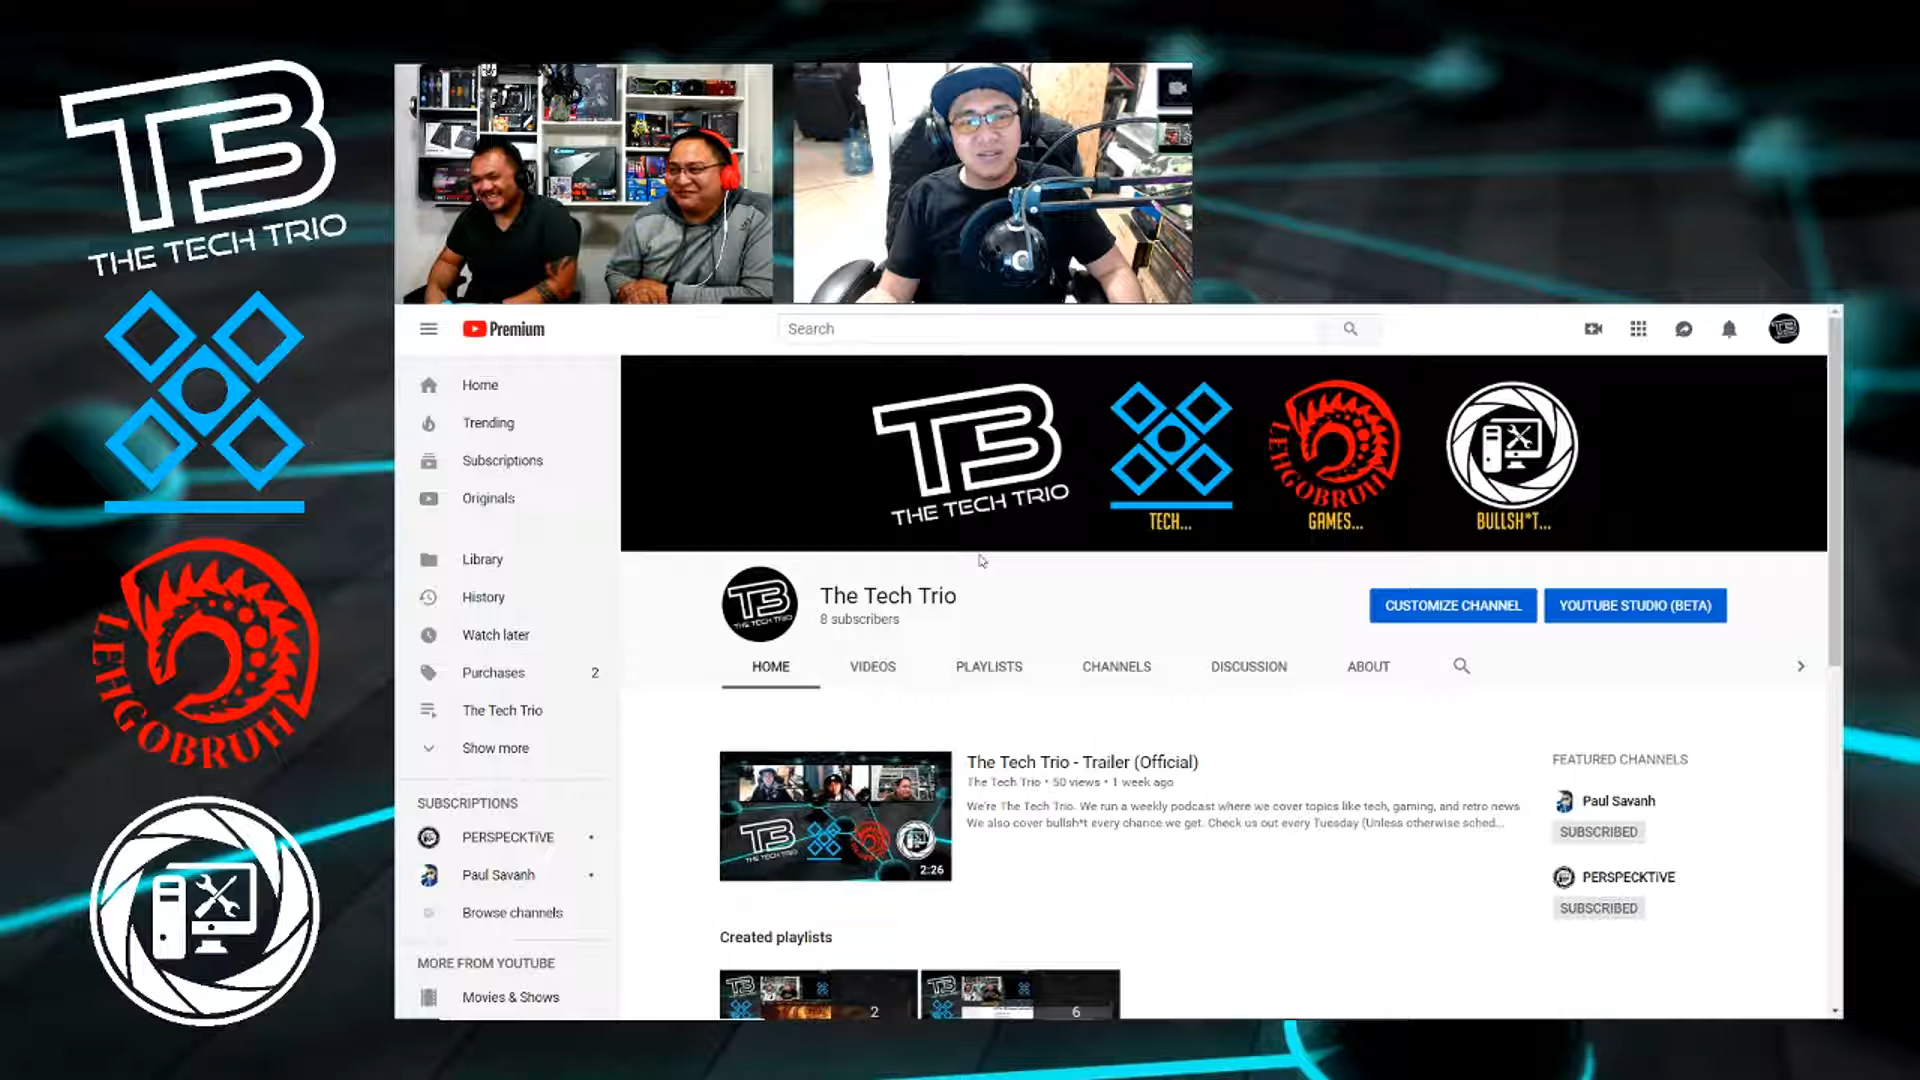 THE TECH TRIO
LEHGOBRUH
Premium
Search
THE TECH TRIO
TECH...
LEHGOBRUH
GAMES...
BULLSH*T...
Home
Trending
Subscriptions
Originals
Library
History
Watch later
Purchases 2
The Tech Trio
Show more
SUBSCRIPTIONS
PERSPECKTiVE
Paul Savanh
Browse channels
MORE FROM YOUTUBE
Movies & Shows
The Tech Trio
8 subscribers
CUSTOMIZE CHANNEL
YOUTUBE STUDIO (BETA)
HOME VIDEOS PLAYLISTS CHANNELS DISCUSSION ABOUT
THE TECH TRIO
2:26
The Tech Trio - Trailer (Official)
The Tech Trio • 50 views • 1 week ago
We're The Tech Trio. We run a weekly podcast where we cover topics like tech, gaming, and retro news
We also cover bullsh*t every chance we get. Check us out every Tuesday (Unless otherwise sched...
FEATURED CHANNELS
Paul Savanh
SUBSCRIBED
PERSPECKTiVE
SUBSCRIBED
Created playlists
2
6